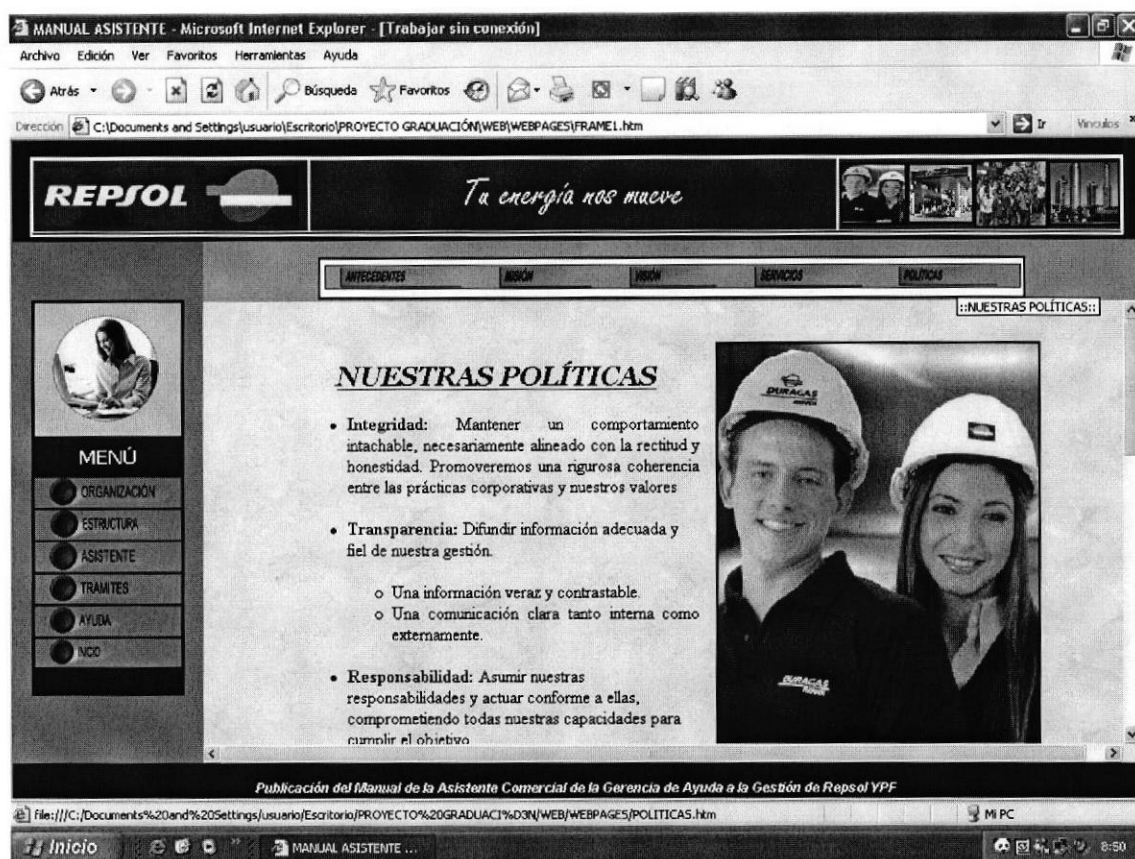 MANUAL ASISTENTE - Microsoft Internet Explorer - [Trabajar sin conexión]
Archivo Edición Ver Favoritos Herramientas Ayuda
Atrás Búsqueda Favoritos
Dirección C:\Documents and Settings\usuario\Escritorio\PROYECTO GRADUACIÓN\WEB\WEBPAGES\FRAME1.htm Ir Vínculos »
REPSOL Tu energía nos mueve
ANTECEDENTES MISIÓN VISIÓN SERVICIOS POLÍTICAS
::NUESTRAS POLÍTICAS::
MENÚ
ORGANIZACIÓN
ESTRUCTURA
ASISTENTE
TRAMITES
AYUDA
INICIO
NUESTRAS POLÍTICAS
• Integridad: Mantener un comportamiento
intachable, necesariamente alineado con la rectitud y
honestidad. Promoveremos una rigurosa coherencia
entre las prácticas corporativas y nuestros valores
• Transparencia: Difundir información adecuada y
fiel de nuestra gestión.
o Una información veraz y contrastable.
o Una comunicación clara tanto interna como
externamente.
• Responsabilidad: Asumir nuestras
responsabilidades y actuar conforme a ellas,
comprometiendo todas nuestras capacidades para
cumplir el objetivo
DURAGAS
REPSOL
DURAGAS
REPSOL
Publicación del Manual de la Asistente Comercial de la Gerencia de Ayuda a la Gestión de Repsol YPF
file:///C:/Documents%20and%20Settings/usuario/Escritorio/PROYECTO%20GRADUACI%D3N/WEB/WEBPAGES/POLITICAS.htm Mi PC
Inicio » MANUAL ASISTENTE ... 8:50